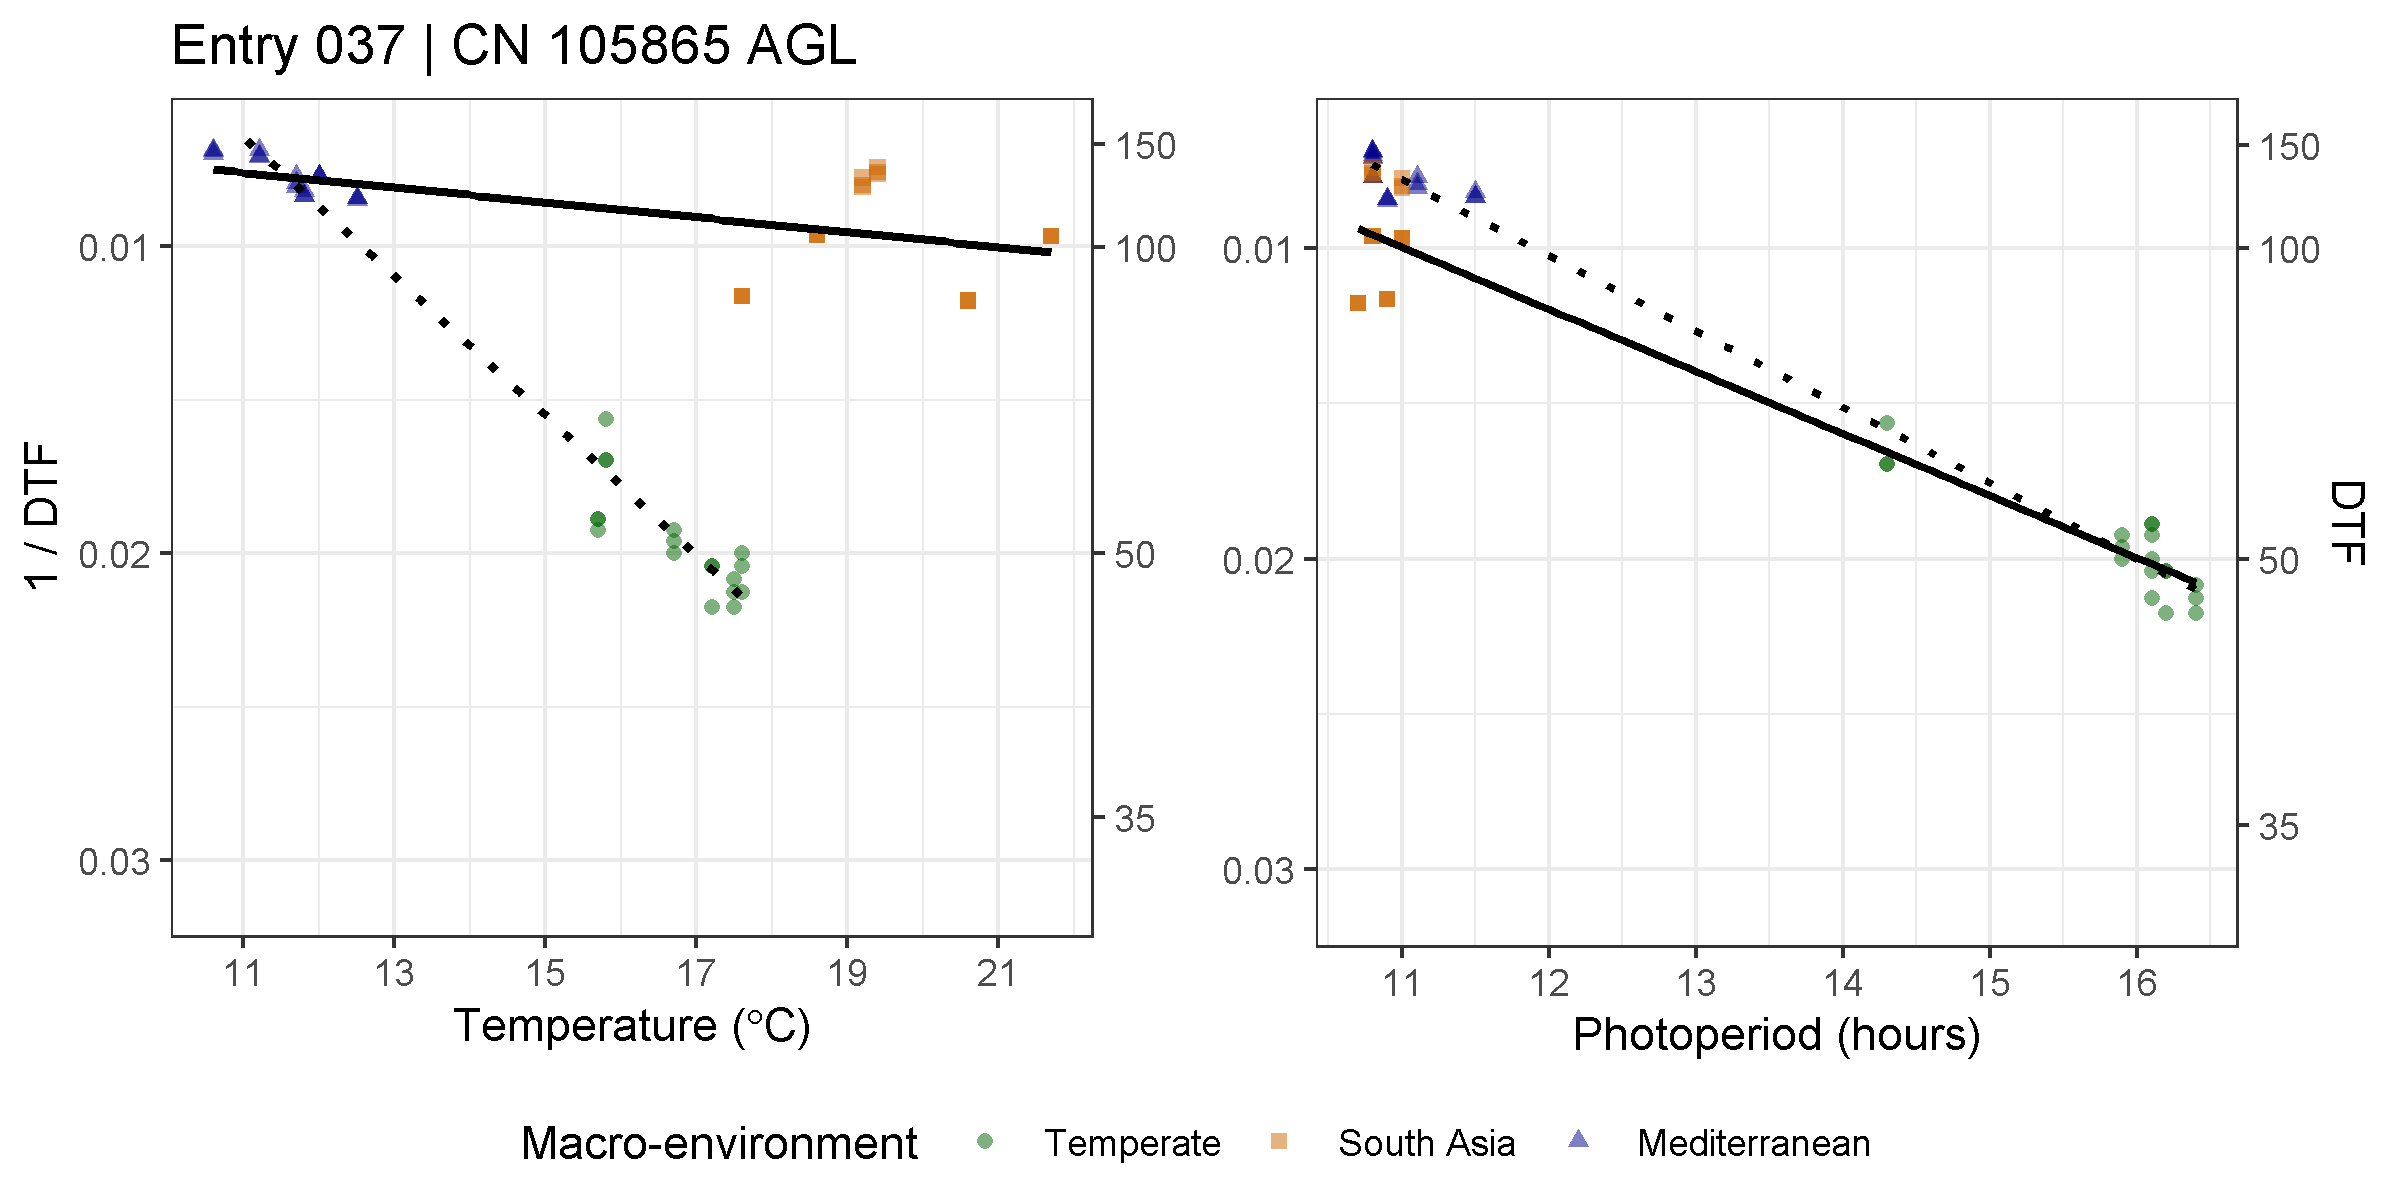 Entry 037 | CN 105865 AGL
1 / DTF
0.01
0.02
0.03
150
100
50
35
11 13 15 17 19 21
Temperature (°C)
0.01
0.02
0.03
150
100
50
35
DTF
11 12 13 14 15 16
Photoperiod (hours)
Macro-environment Temperate South Asia Mediterranean